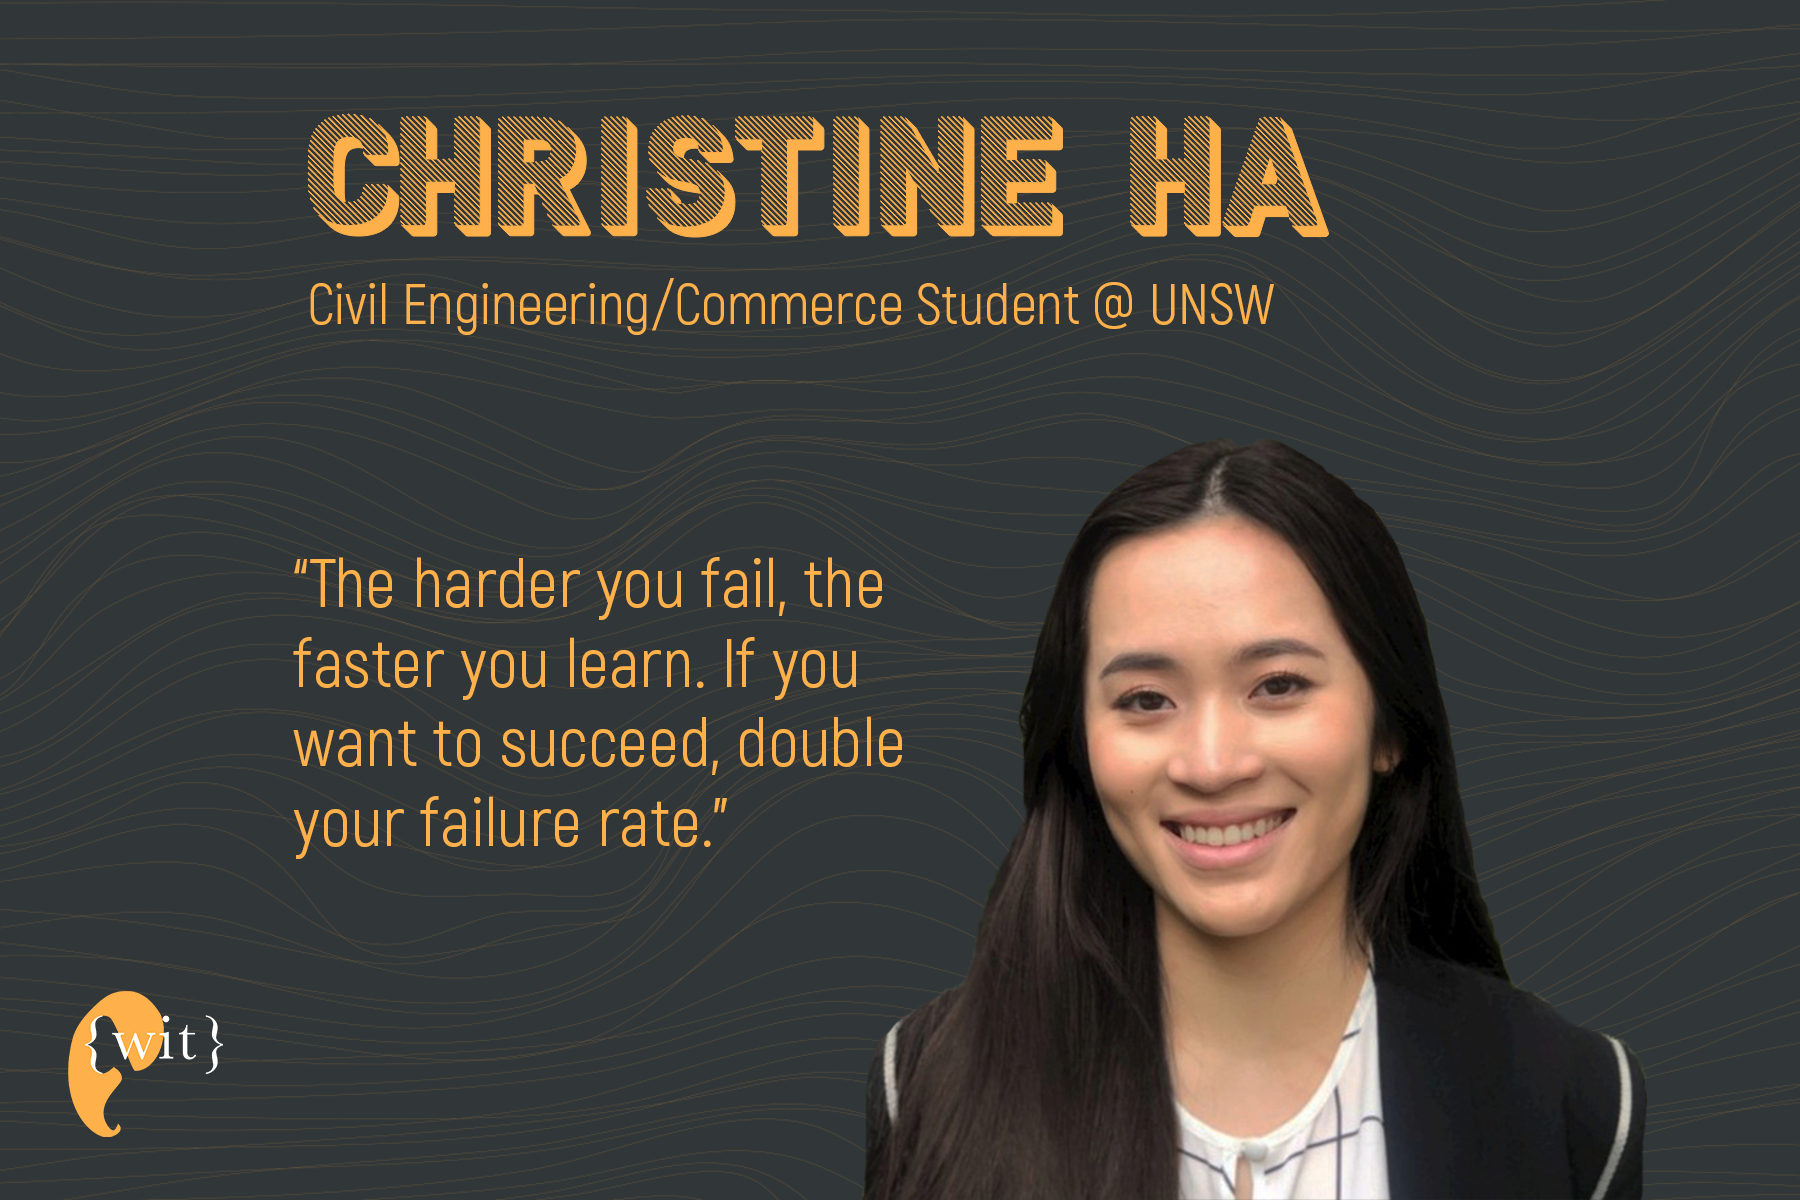 CHRISTINE HA
Civil Engineering/Commerce Student @ UNSW
“The harder you fail, the
faster you learn. If you
want to succeed, double
your failure rate.”
{wit}